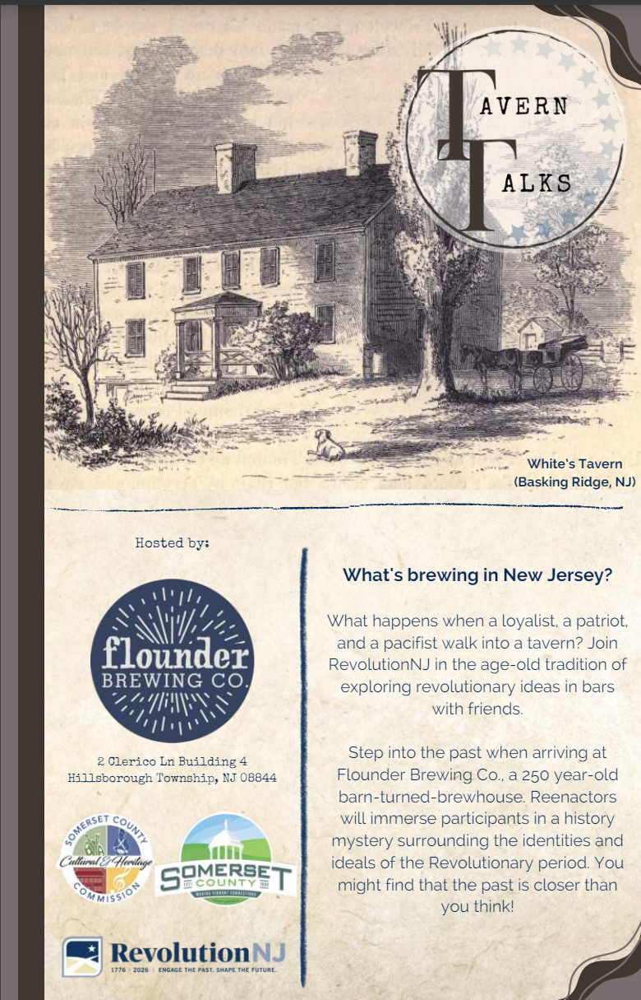 TAVERN
TALKS
White's Tavern
(Basking Ridge, NJ)
Hosted by:
flounder
BREWING CO.
2 Clerico Ln Building 4
Hillsborough Township, NJ 08844
SOMERSET COUNTY
Cultural & Heritage
COMMISSION
SOMERSET
ESTD 1688
COUNTY
MAKING VIBRANT CONNECTIONS
RevolutionNJ
1776 - 2026 | ENGAGE THE PAST. SHAPE THE FUTURE.
What's brewing in New Jersey?
What happens when a loyalist, a patriot,
and a pacifist walk into a tavern? Join
RevolutionNJ in the age-old tradition of
exploring revolutionary ideas in bars
with friends.
Step into the past when arriving at
Flounder Brewing Co., a 250 year-old
barn-turned-brewhouse. Reenactors
will immerse participants in a history
mystery surrounding the identities and
ideals of the Revolutionary period. You
might find that the past is closer than
you think!